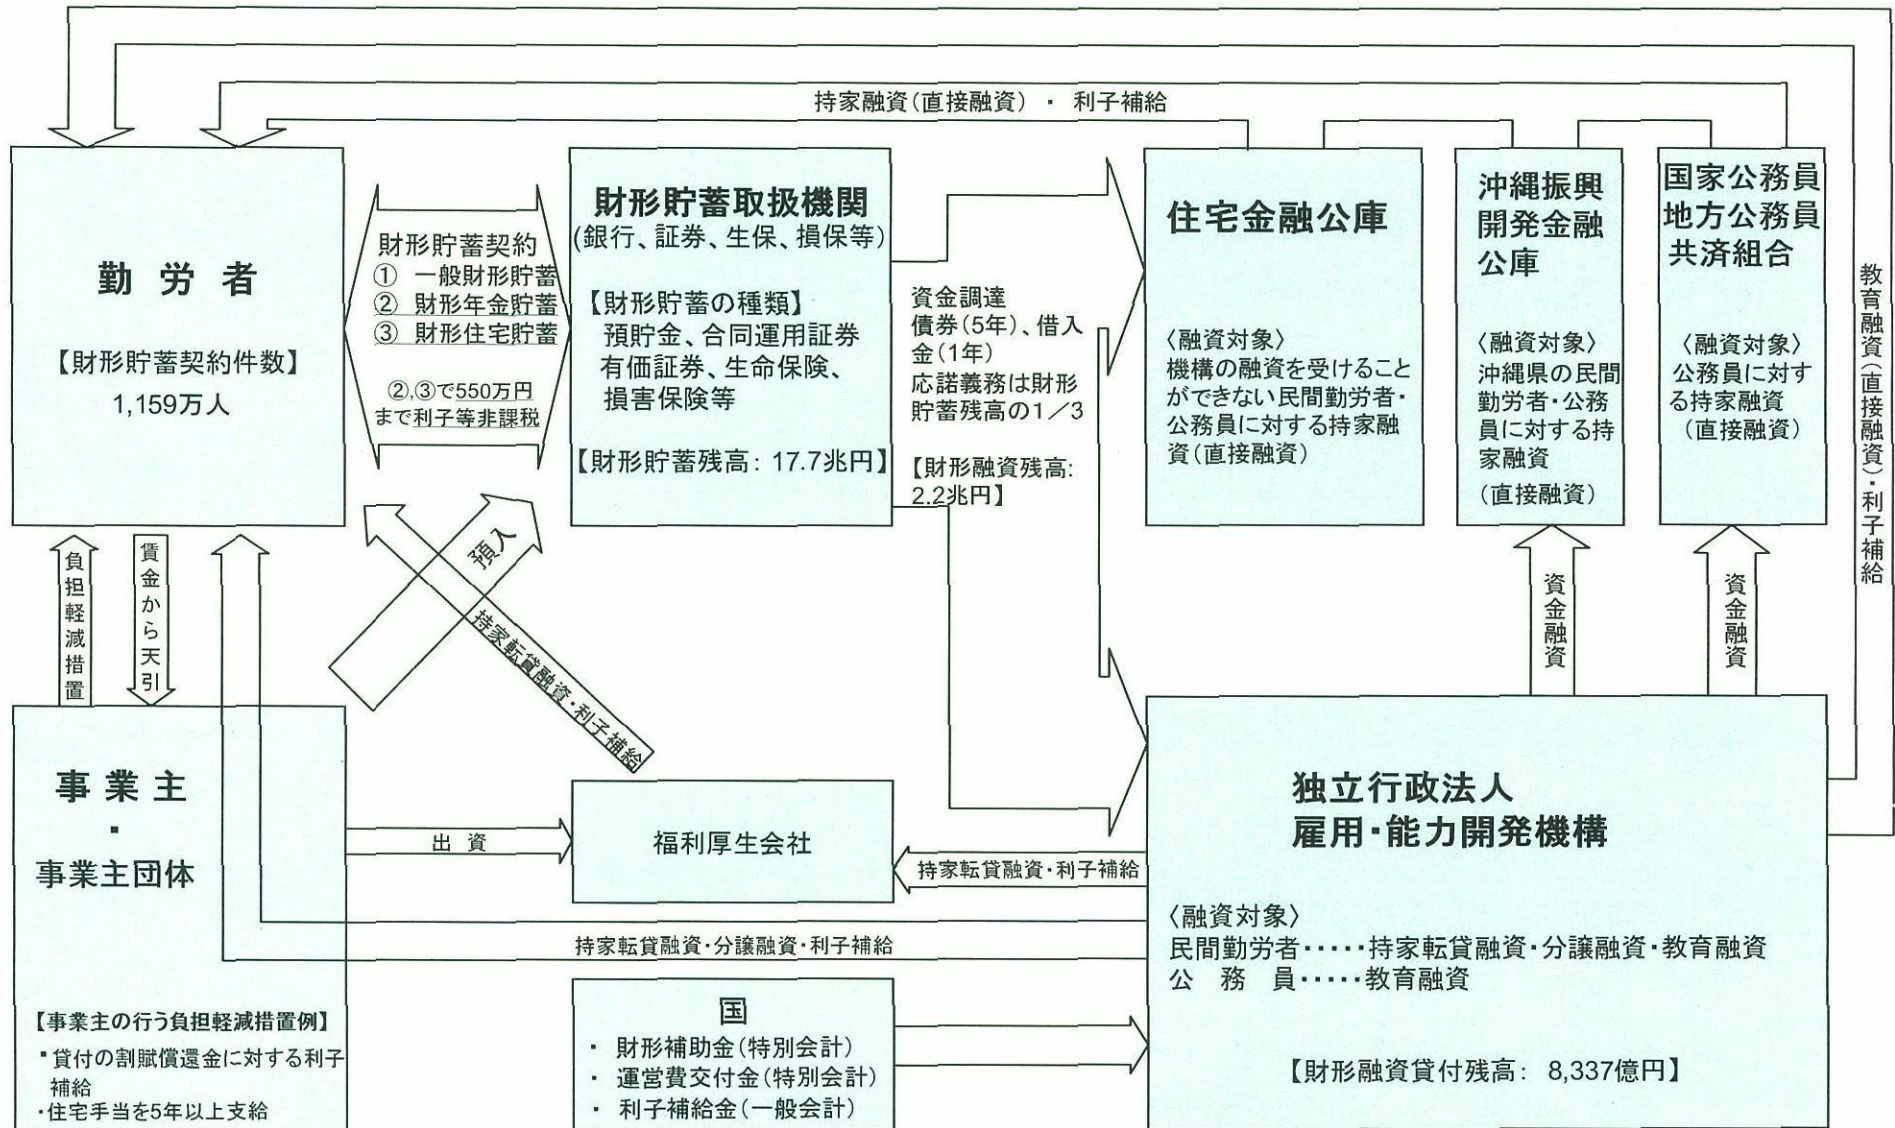 持家融資(直接融資) ・ 利子補給
勤 労 者
【財形貯蓄契約件数】
1,159万人
財形貯蓄契約
① 一般財形貯蓄
② 財形年金貯蓄
③ 財形住宅貯蓄
②,③で550万円
まで利子等非課税
財形貯蓄取扱機関
(銀行、証券、生保、損保等)
【財形貯蓄の種類】
預貯金、合同運用証券
有価証券、生命保険、
損害保険等
【財形貯蓄残高: 17.7兆円】
資金調達
債券(5年)、借入
金(1年)
応諾義務は財形
貯蓄残高の1/3
【財形融資残高:
2.2兆円】
住宅金融公庫
〈融資対象〉
機構の融資を受けること
ができない民間勤労者・
公務員に対する持家融
資(直接融資)
沖縄振興
開発金融
公庫
〈融資対象〉
沖縄県の民間
勤労者・公務
員に対する持
家融資
(直接融資)
国家公務員
地方公務員
共済組合
〈融資対象〉
公務員に対す
る持家融資
(直接融資)
教育融資(直接融資)・利子補給
負担軽減措置
賃金から天引
預入
持家転貸融資・利子補給
資金融資
資金融資
事 業 主
・
事業主団体
【事業主の行う負担軽減措置例】
・貸付の割賦償還金に対する利子
補給
・住宅手当を5年以上支給
出 資
福利厚生会社
持家転貸融資・利子補給
持家転貸融資・分譲融資・利子補給
国
・ 財形補助金(特別会計)
・ 運営費交付金(特別会計)
・ 利子補給金(一般会計)
独立行政法人
雇用・能力開発機構
〈融資対象〉
民間勤労者・・・・・持家転貸融資・分譲融資・教育融資
公 務 員・・・・・教育融資
【財形融資貸付残高: 8,337億円】